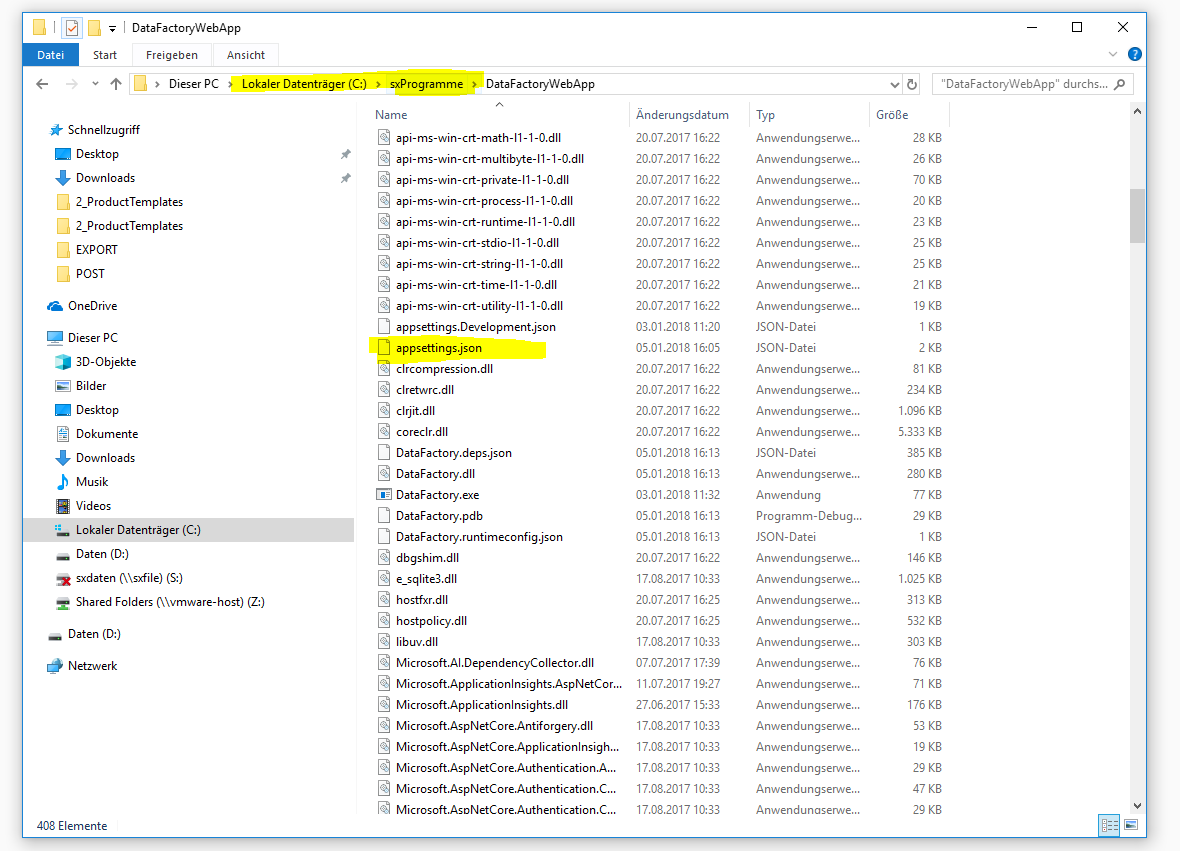 DataFactoryWebApp
Datei Start Freigeben Ansicht
Dieser PC Lokaler Datenträger (C:) sxProgramme DataFactoryWebApp "DataFactoryWebApp" durchs...
Schnellzugriff
Desktop
Downloads
2_ProductTemplates
2_ProductTemplates
EXPORT
POST
OneDrive
Dieser PC
3D-Objekte
Bilder
Desktop
Dokumente
Downloads
Musik
Videos
Lokaler Datenträger (C:)
Daten (D:)
sxdaten (\\sxfile) (S:)
Shared Folders (\\vmware-host) (Z:)
Daten (D:)
Netzwerk
Name Änderungsdatum Typ Größe
api-ms-win-crt-math-l1-1-0.dll 20.07.2017 16:22 Anwendungserwe... 28 KB
api-ms-win-crt-multibyte-l1-1-0.dll 20.07.2017 16:22 Anwendungserwe... 26 KB
api-ms-win-crt-private-l1-1-0.dll 20.07.2017 16:22 Anwendungserwe... 70 KB
api-ms-win-crt-process-l1-1-0.dll 20.07.2017 16:22 Anwendungserwe... 20 KB
api-ms-win-crt-runtime-l1-1-0.dll 20.07.2017 16:22 Anwendungserwe... 23 KB
api-ms-win-crt-stdio-l1-1-0.dll 20.07.2017 16:22 Anwendungserwe... 25 KB
api-ms-win-crt-string-l1-1-0.dll 20.07.2017 16:22 Anwendungserwe... 25 KB
api-ms-win-crt-time-l1-1-0.dll 20.07.2017 16:22 Anwendungserwe... 21 KB
api-ms-win-crt-utility-l1-1-0.dll 20.07.2017 16:22 Anwendungserwe... 19 KB
appsettings.Development.json 03.01.2018 11:20 JSON-Datei 1 KB
appsettings.json 05.01.2018 16:05 JSON-Datei 2 KB
clrcompression.dll 20.07.2017 16:22 Anwendungserwe... 81 KB
clretwrc.dll 20.07.2017 16:22 Anwendungserwe... 234 KB
clrjit.dll 20.07.2017 16:22 Anwendungserwe... 1.096 KB
coreclr.dll 20.07.2017 16:22 Anwendungserwe... 5.333 KB
DataFactory.deps.json 05.01.2018 16:13 JSON-Datei 385 KB
DataFactory.dll 05.01.2018 16:13 Anwendungserwe... 280 KB
DataFactory.exe 03.01.2018 11:32 Anwendung 77 KB
DataFactory.pdb 05.01.2018 16:13 Programm-Debug... 29 KB
DataFactory.runtimeconfig.json 05.01.2018 16:13 JSON-Datei 1 KB
dbgshim.dll 20.07.2017 16:22 Anwendungserwe... 146 KB
e_sqlite3.dll 17.08.2017 10:33 Anwendungserwe... 1.025 KB
hostfxr.dll 20.07.2017 16:25 Anwendungserwe... 313 KB
hostpolicy.dll 20.07.2017 16:25 Anwendungserwe... 532 KB
libuv.dll 17.08.2017 10:33 Anwendungserwe... 303 KB
Microsoft.AI.DependencyCollector.dll 07.07.2017 17:39 Anwendungserwe... 76 KB
Microsoft.ApplicationInsights.AspNetCor... 11.07.2017 19:27 Anwendungserwe... 71 KB
Microsoft.ApplicationInsights.dll 27.06.2017 15:33 Anwendungserwe... 176 KB
Microsoft.AspNetCore.Antiforgery.dll 17.08.2017 10:33 Anwendungserwe... 53 KB
Microsoft.AspNetCore.ApplicationInsigh... 17.08.2017 10:33 Anwendungserwe... 19 KB
Microsoft.AspNetCore.Authentication.A... 17.08.2017 10:33 Anwendungserwe... 29 KB
Microsoft.AspNetCore.Authentication.C... 17.08.2017 10:33 Anwendungserwe... 47 KB
Microsoft.AspNetCore.Authentication.C... 17.08.2017 10:33 Anwendungserwe... 29 KB
408 Elemente